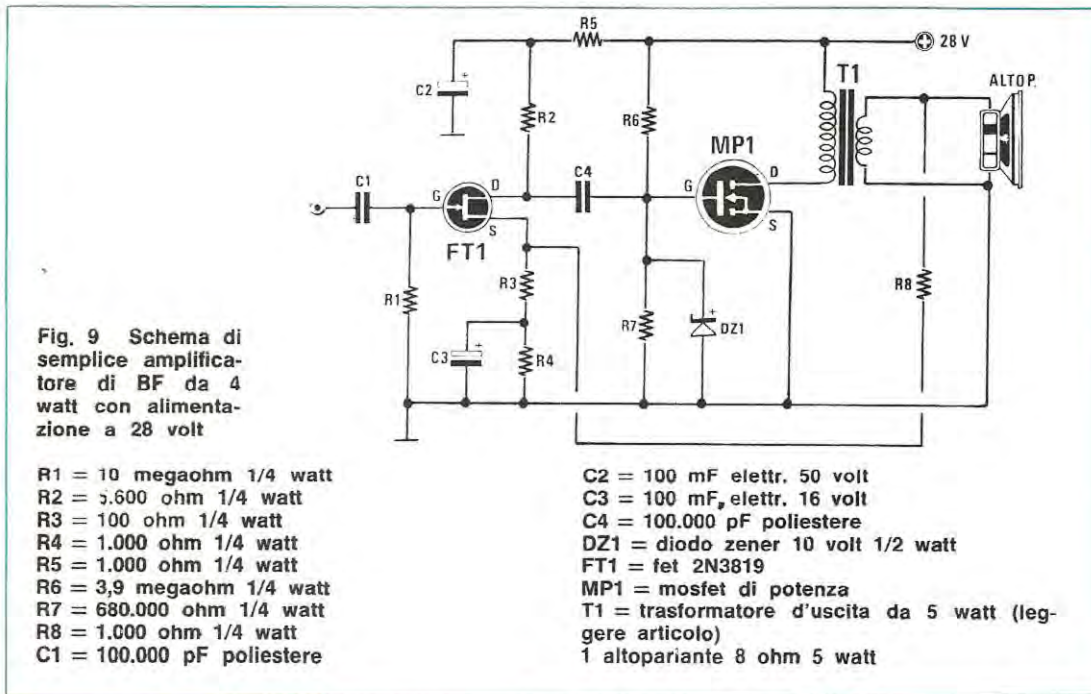 R5
28 V
C2
+
R2
R6
T1
ALTOP.
MP1
C1
C4
G
D
S
G
D
S
FT1
R1
R3
R7
+
DZ1
R8
C3
+
R4
Fig. 9 Schema di
semplice amplifica-
tore di BF da 4
watt con alimenta-
zione a 28 volt
R1 = 10 megaohm 1/4 watt
R2 = 5.600 ohm 1/4 watt
R3 = 100 ohm 1/4 watt
R4 = 1.000 ohm 1/4 watt
R5 = 1.000 ohm 1/4 watt
R6 = 3,9 megaohm 1/4 watt
R7 = 680.000 ohm 1/4 watt
R8 = 1.000 ohm 1/4 watt
C1 = 100.000 pF poliestere
C2 = 100 mF elettr. 50 volt
C3 = 100 mF, elettr. 16 volt
C4 = 100.000 pF poliestere
DZ1 = diodo zener 10 volt 1/2 watt
FT1 = fet 2N3819
MP1 = mosfet di potenza
T1 = trasformatore d'uscita da 5 watt (leg-
gere articolo)
1 altoparlante 8 ohm 5 watt